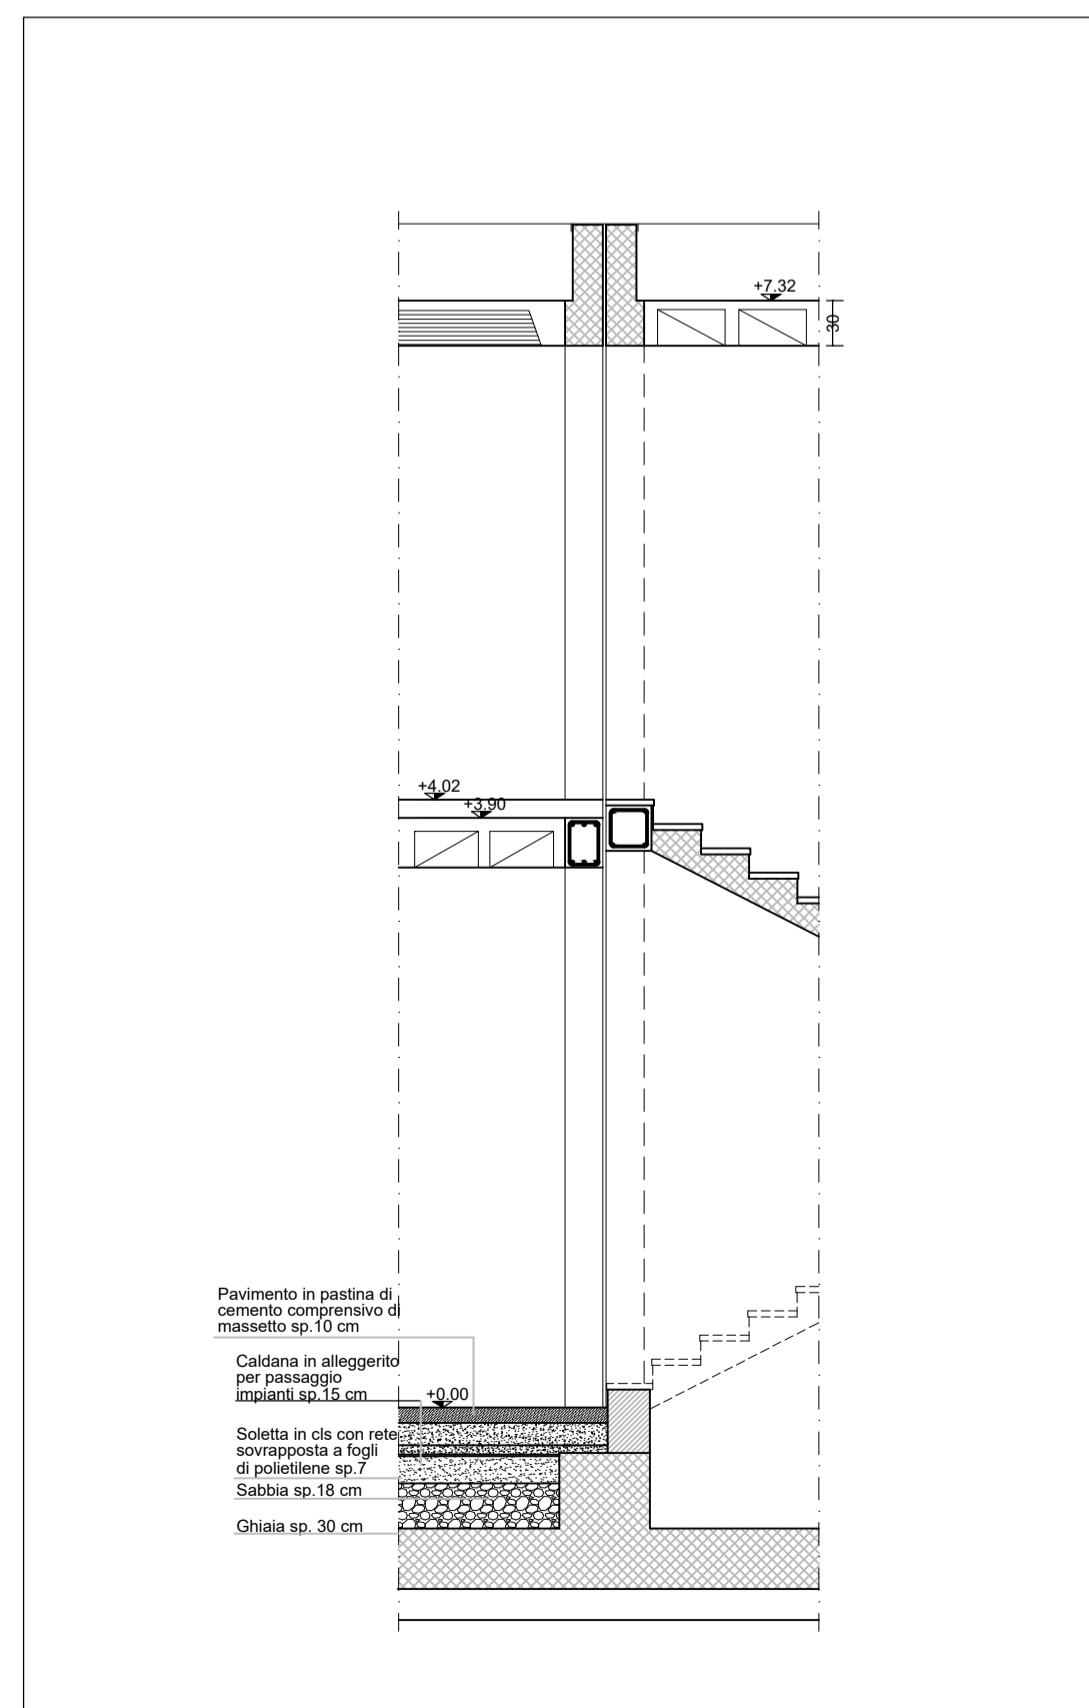 +7.32
30
+4.02
+3.90
Pavimento in pastina di
cemento comprensivo di
massetto sp.10 cm
Caldana in alleggerito
per passaggio
impianti sp.15 cm
+0.00
Soletta in cls con rete
sovrapposta a fogli
di polietilene sp.7
Sabbia sp.18 cm
Ghiaia sp. 30 cm